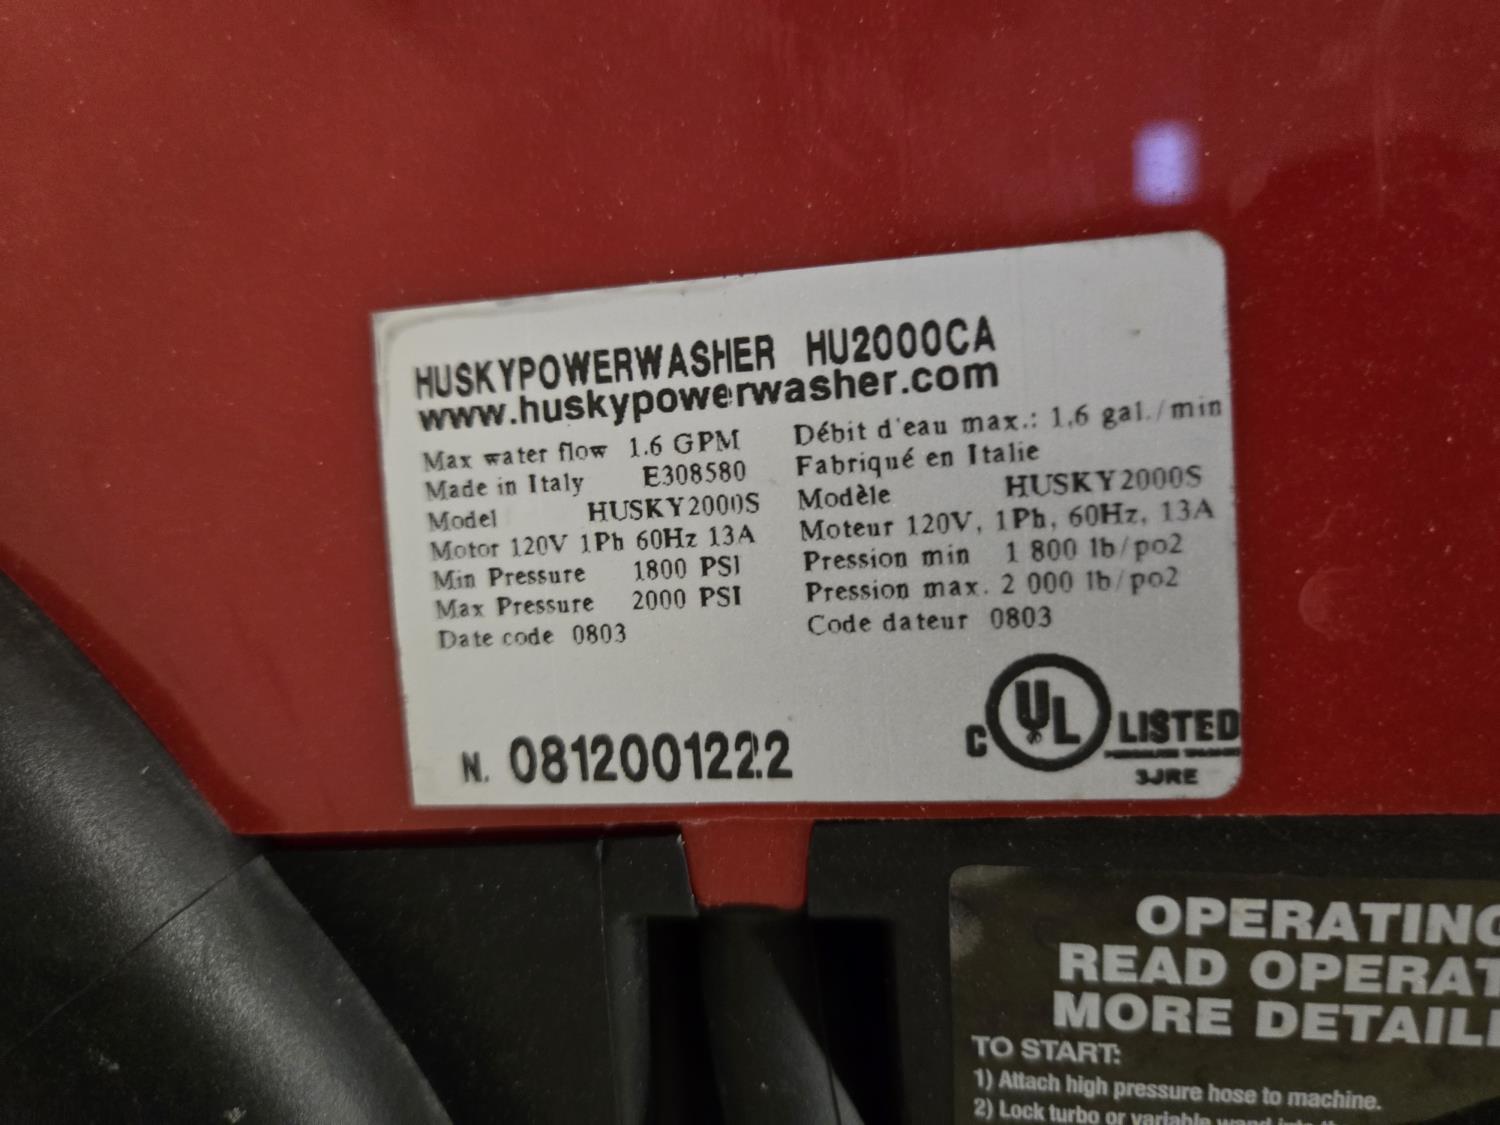 HUSKYPOWERWASHER HU2000CA
www.huskypowerwasher.com
Max water flow 1.6 GPM
Made in Italy E308580
Model HUSKY2000S
Motor 120V 1Ph 60Hz 13A
Min Pressure 1800 PSI
Max Pressure 2000 PSI
Date code 0803
Débit d'eau max.: 1,6 gal./min
Fabriqué en Italie
Modèle HUSKY2000S
Moteur 120V, 1Ph, 60Hz, 13A
Pression min 1 800 lb/po2
Pression max. 2 000 lb/po2
Code dateur 0803
N. 0812001222
C UL LISTED
3JRE
OPERATING
READ OPERAT
MORE DETAIL
TO START:
1) Attach high pressure hose to machine.
2) Lock turbo or variable wand into